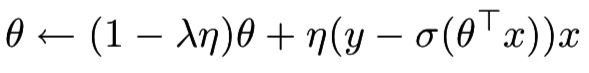 θ ← (1 − λη)θ + η(y − σ(θ⊤x))x